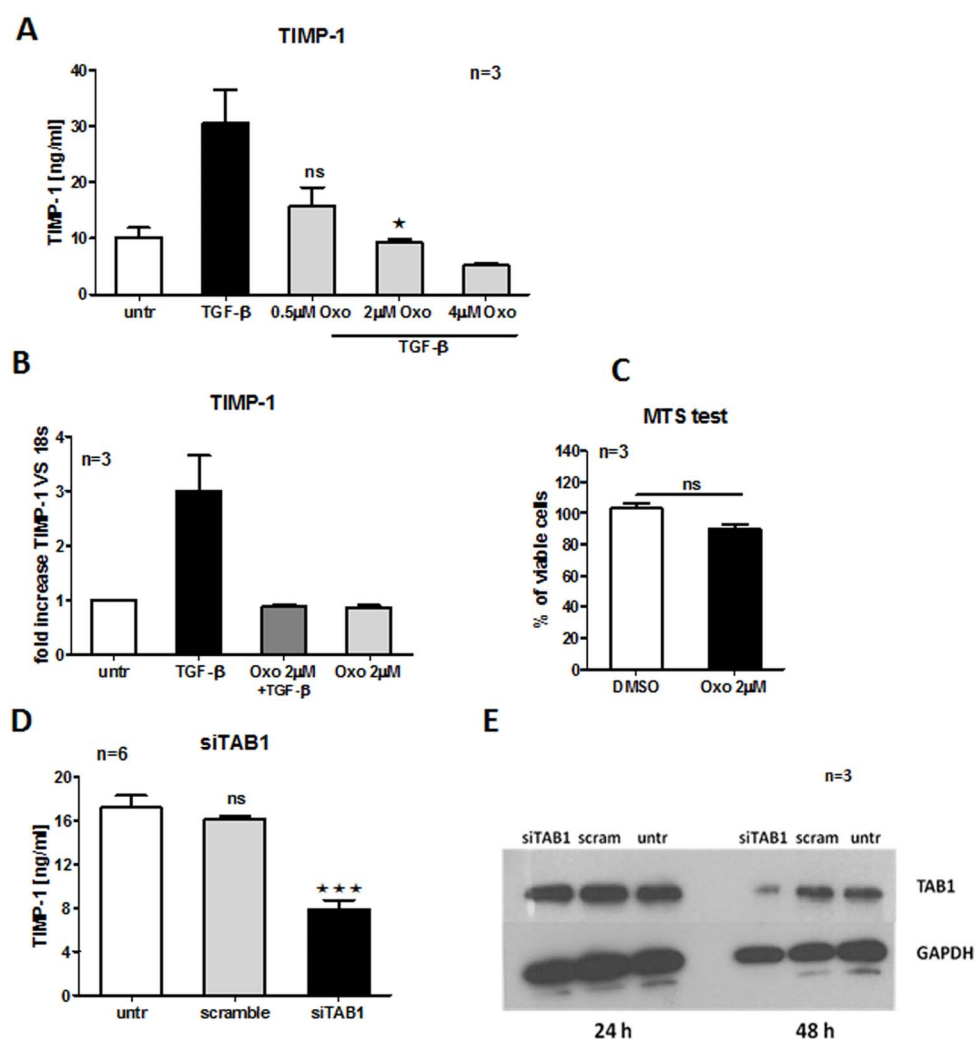 A
TIMP-1
n=3
TIMP-1 [ng/ml]
40
30
20
10
0
ns
★
untr TGF-β 0.5µM Oxo 2µM Oxo 4µM Oxo
TGF-β
B
TIMP-1
n=3
fold increase TIMP-1 VS 18s
4
3
2
1
0
untr TGF-β Oxo 2µM Oxo 2µM
+TGF-β
C
MTS test
n=3
% of viable cells
140
120
100
80
60
40
20
0
ns
DMSO Oxo 2µM
D
siTAB1
n=6
TIMP-1 [ng/ml]
20
16
12
8
4
0
ns
★★★
untr scramble siTAB1
E
n=3
siTAB1 scram untr siTAB1 scram untr
TAB1
GAPDH
24 h 48 h